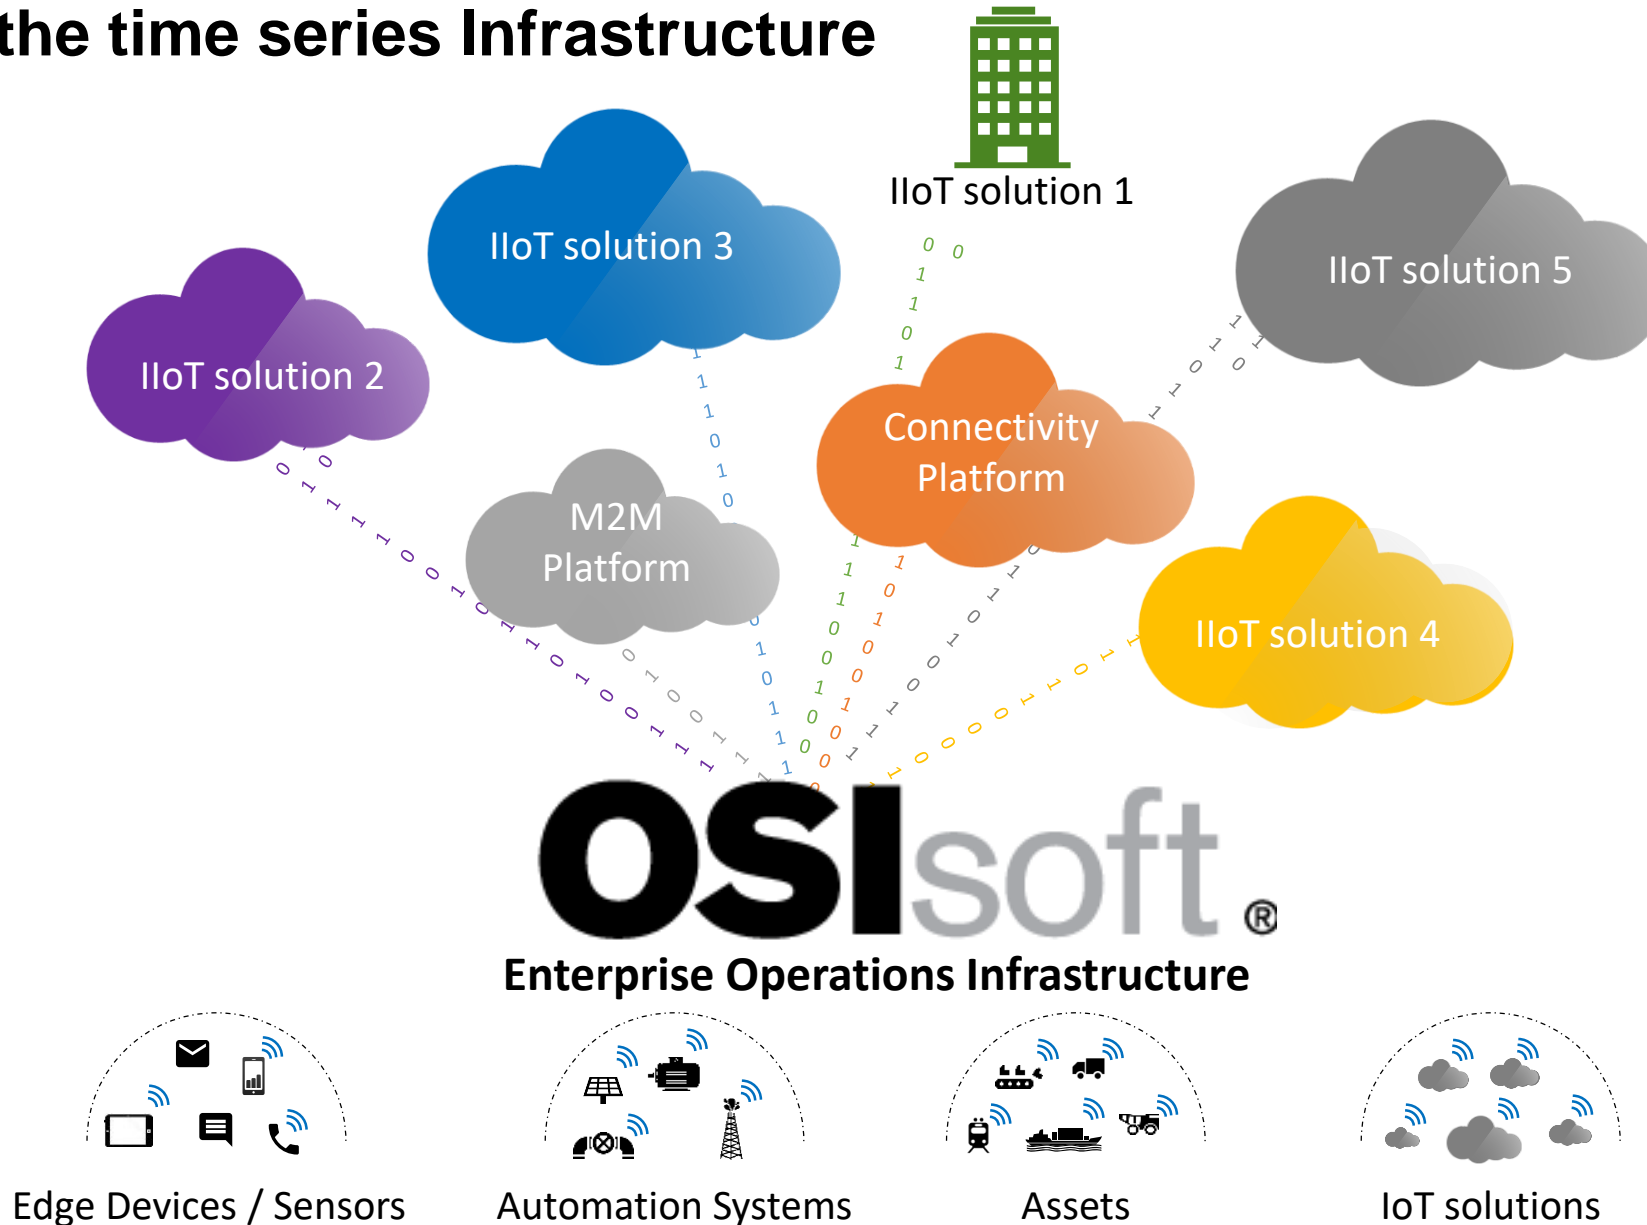 the time series Infrastructure
IIoT solution 1
IIoT solution 3
IIoT solution 5
IIoT solution 2
Connectivity
Platform
M2M
Platform
IIoT solution 4
OSIsoft®
Enterprise Operations Infrastructure
Edge Devices / Sensors
Automation Systems
Assets
IoT solutions